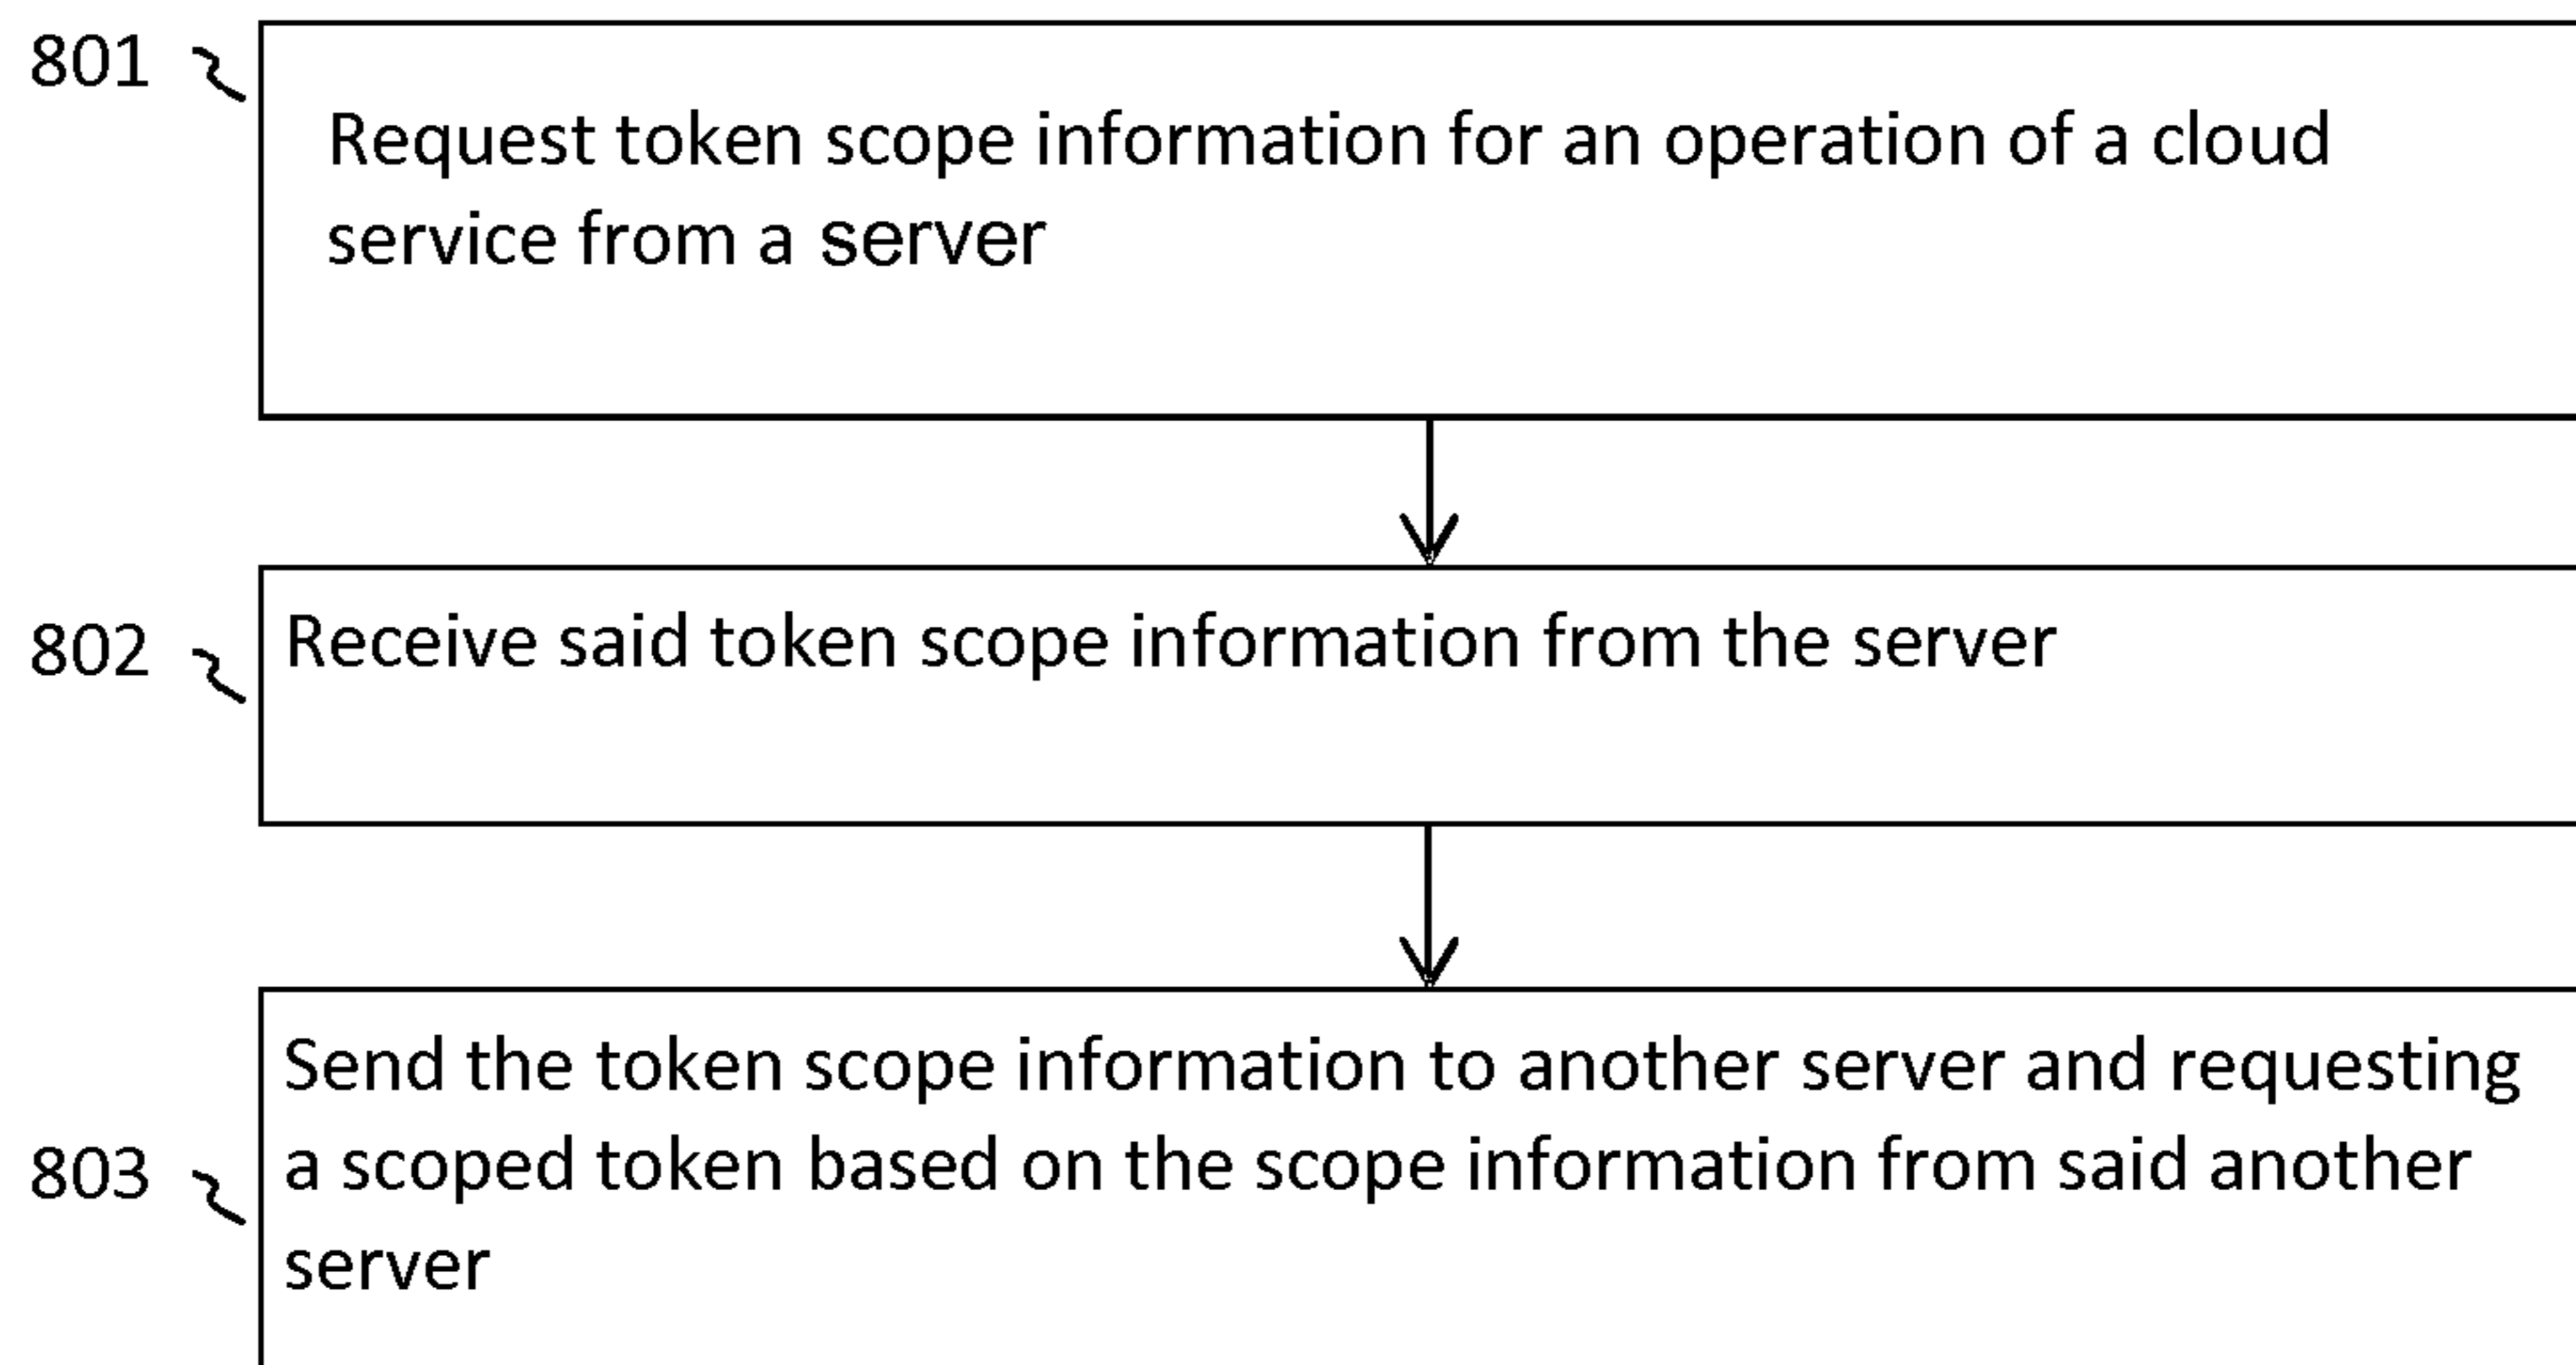 801
Request token scope information for an operation of a cloud
service from a server
802
Receive said token scope information from the server
Send the token scope information to another server and requesting
803
a scoped token based on the scope information from said another
server